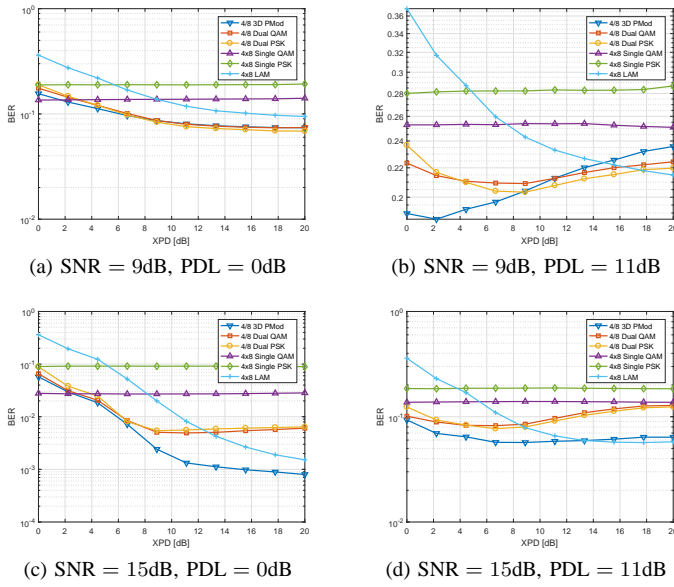 10^0
10^-1
10^-2
BER
0 2 4 6 8 10 12 14 16 18 20
XPD [dB]
4/8 3D PMod
4/8 Dual QAM
4/8 Dual PSK
4x8 Single QAM
4x8 Single PSK
4x8 LAM
(a) SNR = 9dB, PDL = 0dB
0.36
0.32
0.3
0.28
0.26
0.24
0.22
0.2
BER
0 2 4 6 8 10 12 14 16 18 20
XPD [dB]
4/8 3D PMod
4/8 Dual QAM
4/8 Dual PSK
4x8 Single QAM
4x8 Single PSK
4x8 LAM
(b) SNR = 9dB, PDL = 11dB
10^0
10^-1
10^-2
10^-3
10^-4
BER
0 2 4 6 8 10 12 14 16 18 20
XPD [dB]
4/8 3D PMod
4/8 Dual QAM
4/8 Dual PSK
4x8 Single QAM
4x8 Single PSK
4x8 LAM
(c) SNR = 15dB, PDL = 0dB
10^0
10^-1
10^-2
BER
0 2 4 6 8 10 12 14 16 18 20
XPD [dB]
4/8 3D PMod
4/8 Dual QAM
4/8 Dual PSK
4x8 Single QAM
4x8 Single PSK
4x8 LAM
(d) SNR = 15dB, PDL = 11dB